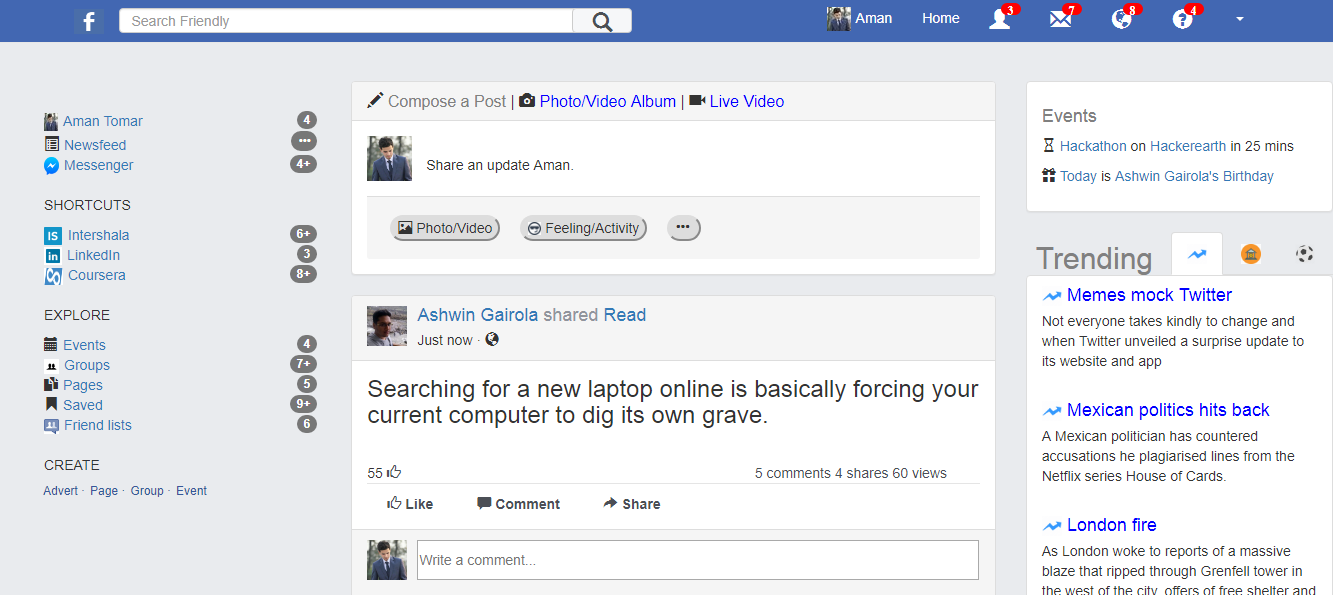 f
Search Friendly
Aman
Home
3
7
8
4
Aman Tomar 4
Newsfeed
Messenger 4+
SHORTCUTS
IS Intershala 6+
in LinkedIn 3
Coursera 8+
EXPLORE
Events 4
Groups 7+
Pages 5
Saved 9+
Friend lists 6
CREATE
Advert · Page · Group · Event
Compose a Post | Photo/Video Album | Live Video
Share an update Aman.
Photo/Video Feeling/Activity
Ashwin Gairola shared Read
Just now ·
Searching for a new laptop online is basically forcing your
current computer to dig its own grave.
55 5 comments 4 shares 60 views
Like Comment Share
Write a comment...
Events
Hackathon on Hackerearth in 25 mins
Today is Ashwin Gairola's Birthday
Trending
Memes mock Twitter
Not everyone takes kindly to change and
when Twitter unveiled a surprise update to
its website and app
Mexican politics hits back
A Mexican politician has countered
accusations he plagiarised lines from the
Netflix series House of Cards.
London fire
As London woke to reports of a massive
blaze that ripped through Grenfell tower in
the west of the city, offers of free shelter and